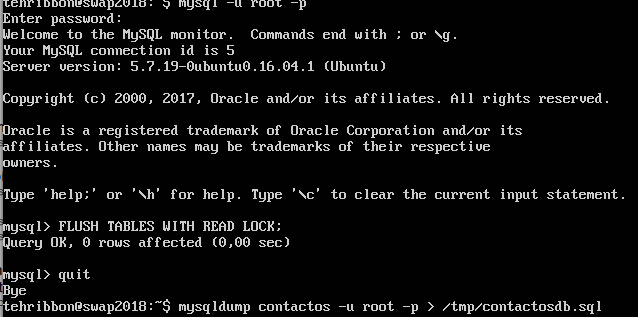 tehribbon@swap2018:~$ mysql -u root -p
Enter password:
Welcome to the MySQL monitor.  Commands end with ; or \g.
Your MySQL connection id is 5
Server version: 5.7.19-0ubuntu0.16.04.1 (Ubuntu)
Copyright (c) 2000, 2017, Oracle and/or its affiliates. All rights reserved.
Oracle is a registered trademark of Oracle Corporation and/or its
affiliates. Other names may be trademarks of their respective
owners.
Type 'help;' or '\h' for help. Type '\c' to clear the current input statement.
mysql> FLUSH TABLES WITH READ LOCK;
Query OK, 0 rows affected (0,00 sec)
mysql> quit
Bye
tehribbon@swap2018:~$ mysqldump contactos -u root -p > /tmp/contactosdb.sql